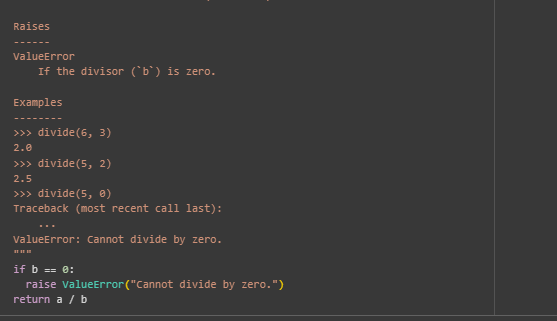 Raises
------
ValueError
    If the divisor (`b`) is zero.

Examples
--------
>>> divide(6, 3)
2.0
>>> divide(5, 2)
2.5
>>> divide(5, 0)
Traceback (most recent call last):
    ...
ValueError: Cannot divide by zero.
"""
if b == 0:
  raise ValueError("Cannot divide by zero.")
return a / b